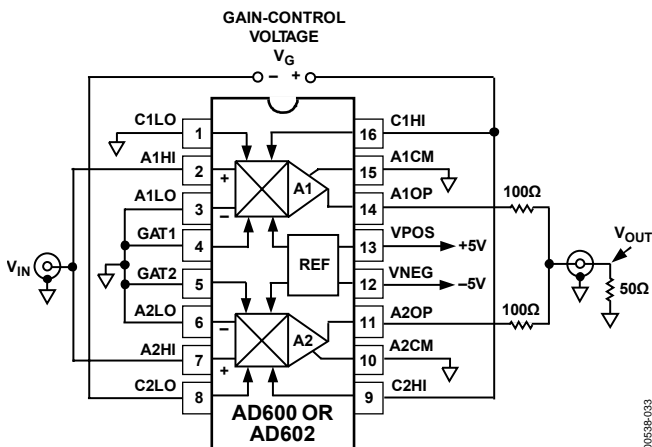 GAIN-CONTROL
VOLTAGE
VG
– +
C1LO 1 16 C1HI
A1HI 2 + A1 15 A1CM
A1LO 3 – 14 A1OP 100Ω
GAT1 4 REF 13 VPOS +5V
VIN VOUT
GAT2 5 12 VNEG –5V 50Ω
A2LO 6 – 11 A2OP 100Ω
A2HI 7 + A2 10 A2CM
C2LO 8 9 C2HI
AD600 OR
AD602
00538-033